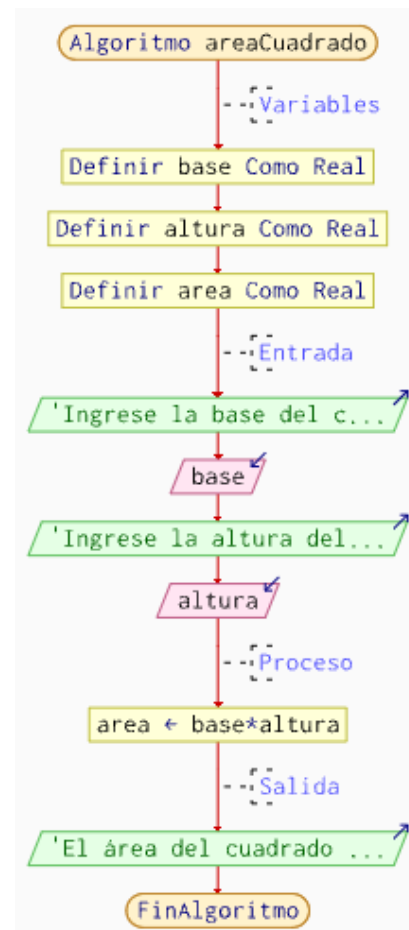 Algoritmo areaCuadrado
Variables
Definir base Como Real
Definir altura Como Real
Definir area Como Real
Entrada
'Ingrese la base del c...
base
'Ingrese la altura del...
altura
Proceso
area ← base*altura
Salida
'El área del cuadrado ...
FinAlgoritmo